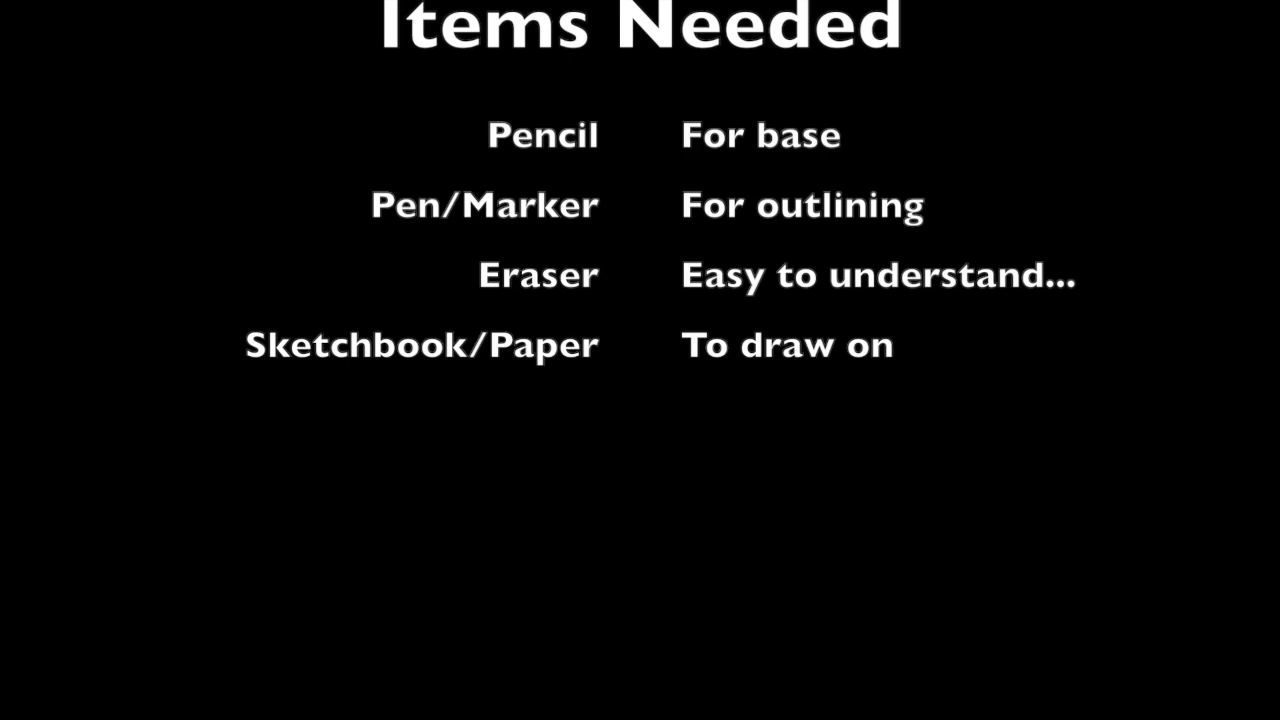 Items Needed
Pencil For base
Pen/Marker For outlining
Eraser Easy to understand...
Sketchbook/Paper To draw on